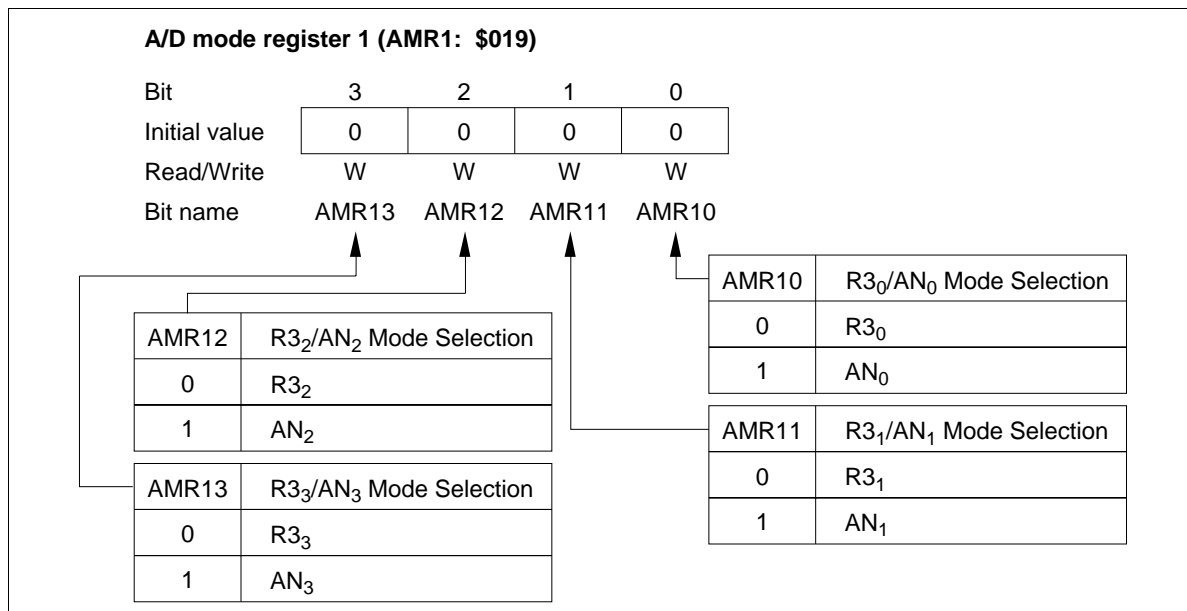 A/D mode register 1 (AMR1: $019)
Bit 3 2 1 0
Initial value 0 0 0 0
Read/Write W W W W
Bit name AMR13 AMR12 AMR11 AMR10
AMR10 R3₀/AN₀ Mode Selection
0 R3₀
1 AN₀
AMR12 R3₂/AN₂ Mode Selection
0 R3₂
1 AN₂
AMR11 R3₁/AN₁ Mode Selection
0 R3₁
1 AN₁
AMR13 R3₃/AN₃ Mode Selection
0 R3₃
1 AN₃